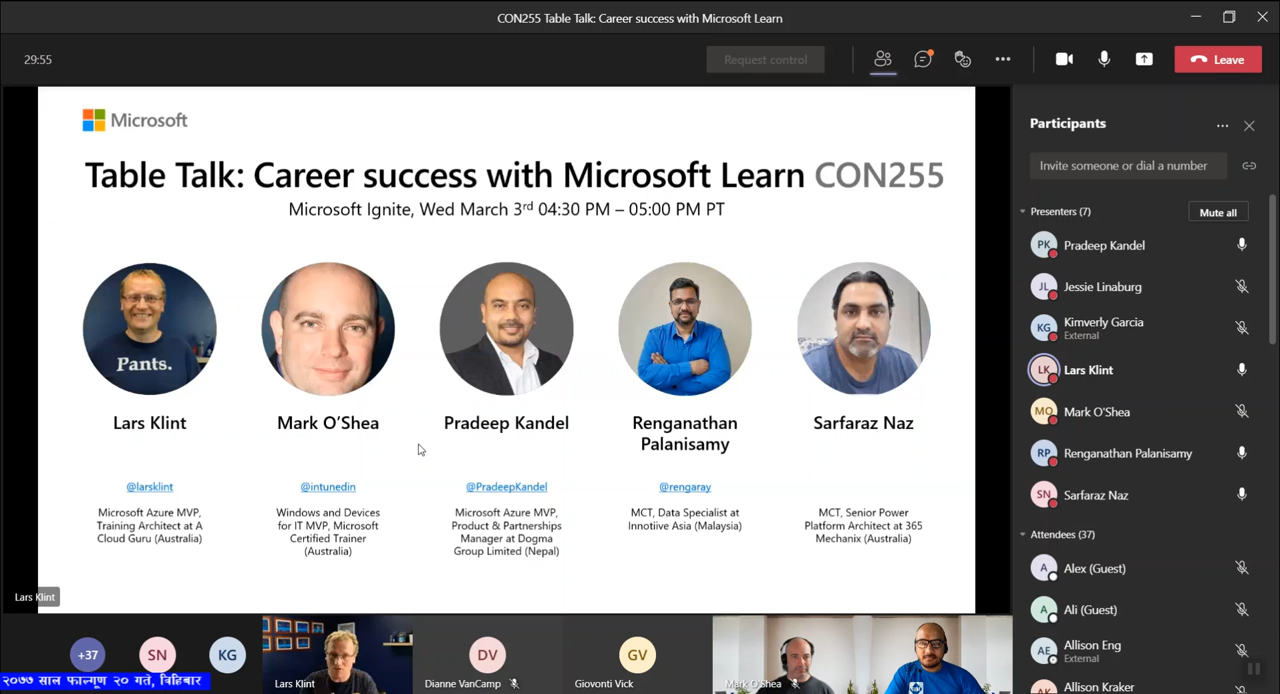 CON255 Table Talk: Career success with Microsoft Learn
29:55
Request control
Leave
Microsoft
Table Talk: Career success with Microsoft Learn CON255
Microsoft Ignite, Wed March 3rd 04:30 PM – 05:00 PM PT
Pants.
Lars Klint
Mark O'Shea
Pradeep Kandel
Renganathan
Palanisamy
Sarfaraz Naz
@larsklint
@intunedin
@PradeepKandel
@rengaray
Microsoft Azure MVP,
Training Architect at A
Cloud Guru (Australia)
Windows and Devices
for IT MVP, Microsoft
Certified Trainer
(Australia)
Microsoft Azure MVP,
Product & Partnerships
Manager at Dogma
Group Limited (Nepal)
MCT, Data Specialist at
Innotiive Asia (Malaysia)
MCT, Senior Power
Platform Architect at 365
Mechanix (Australia)
Lars Klint
Participants
Invite someone or dial a number
Presenters (7)
Mute all
PK Pradeep Kandel
JL Jessie Linaburg
KG Kimverly Garcia
External
LK Lars Klint
MO Mark O'Shea
RP Renganathan Palanisamy
SN Sarfaraz Naz
Attendees (37)
A Alex (Guest)
A Ali (Guest)
AE Allison Eng
External
AK Allison Kraker
+37
SN
KG
Lars Klint
DV
Dianne VanCamp
GV
Giovonti Vick
Mark O'Shea
२०७७ साल फाल्गूण २० गते, विहिबार